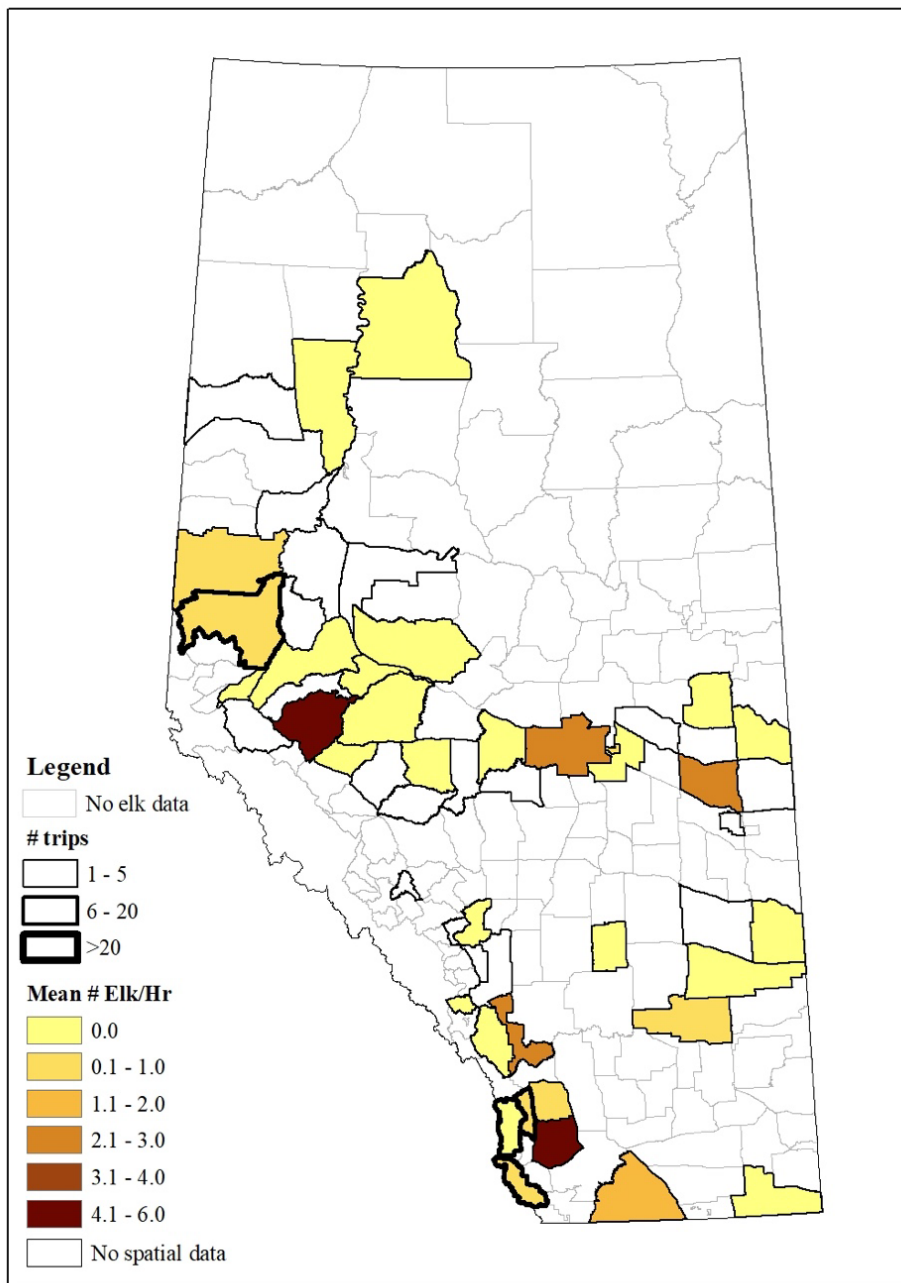 Legend
No elk data
# trips
1 - 5
6 - 20
>20
Mean # Elk/Hr
0.0
0.1 - 1.0
1.1 - 2.0
2.1 - 3.0
3.1 - 4.0
4.1 - 6.0
No spatial data